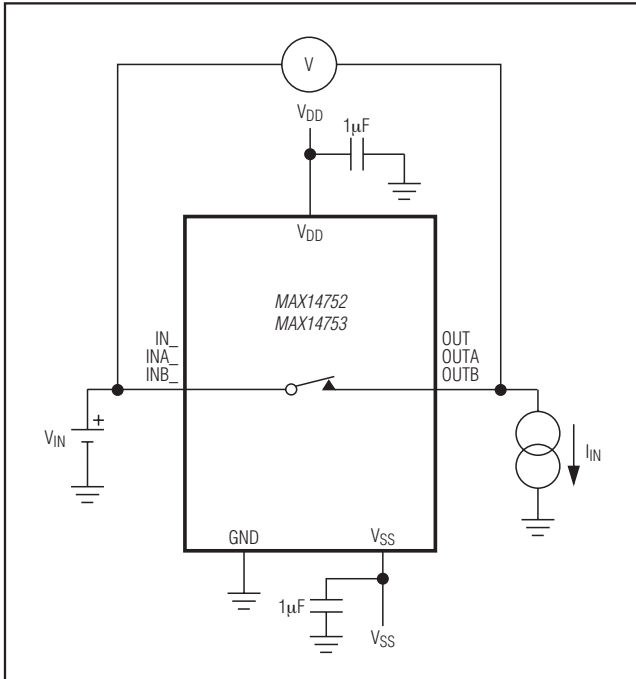 V
VDD
1μF
VDD
MAX14752
MAX14753
IN_
INA_
INB_
OUT
OUTA
OUTB
+
VIN
IIN
GND
VSS
1μF
VSS